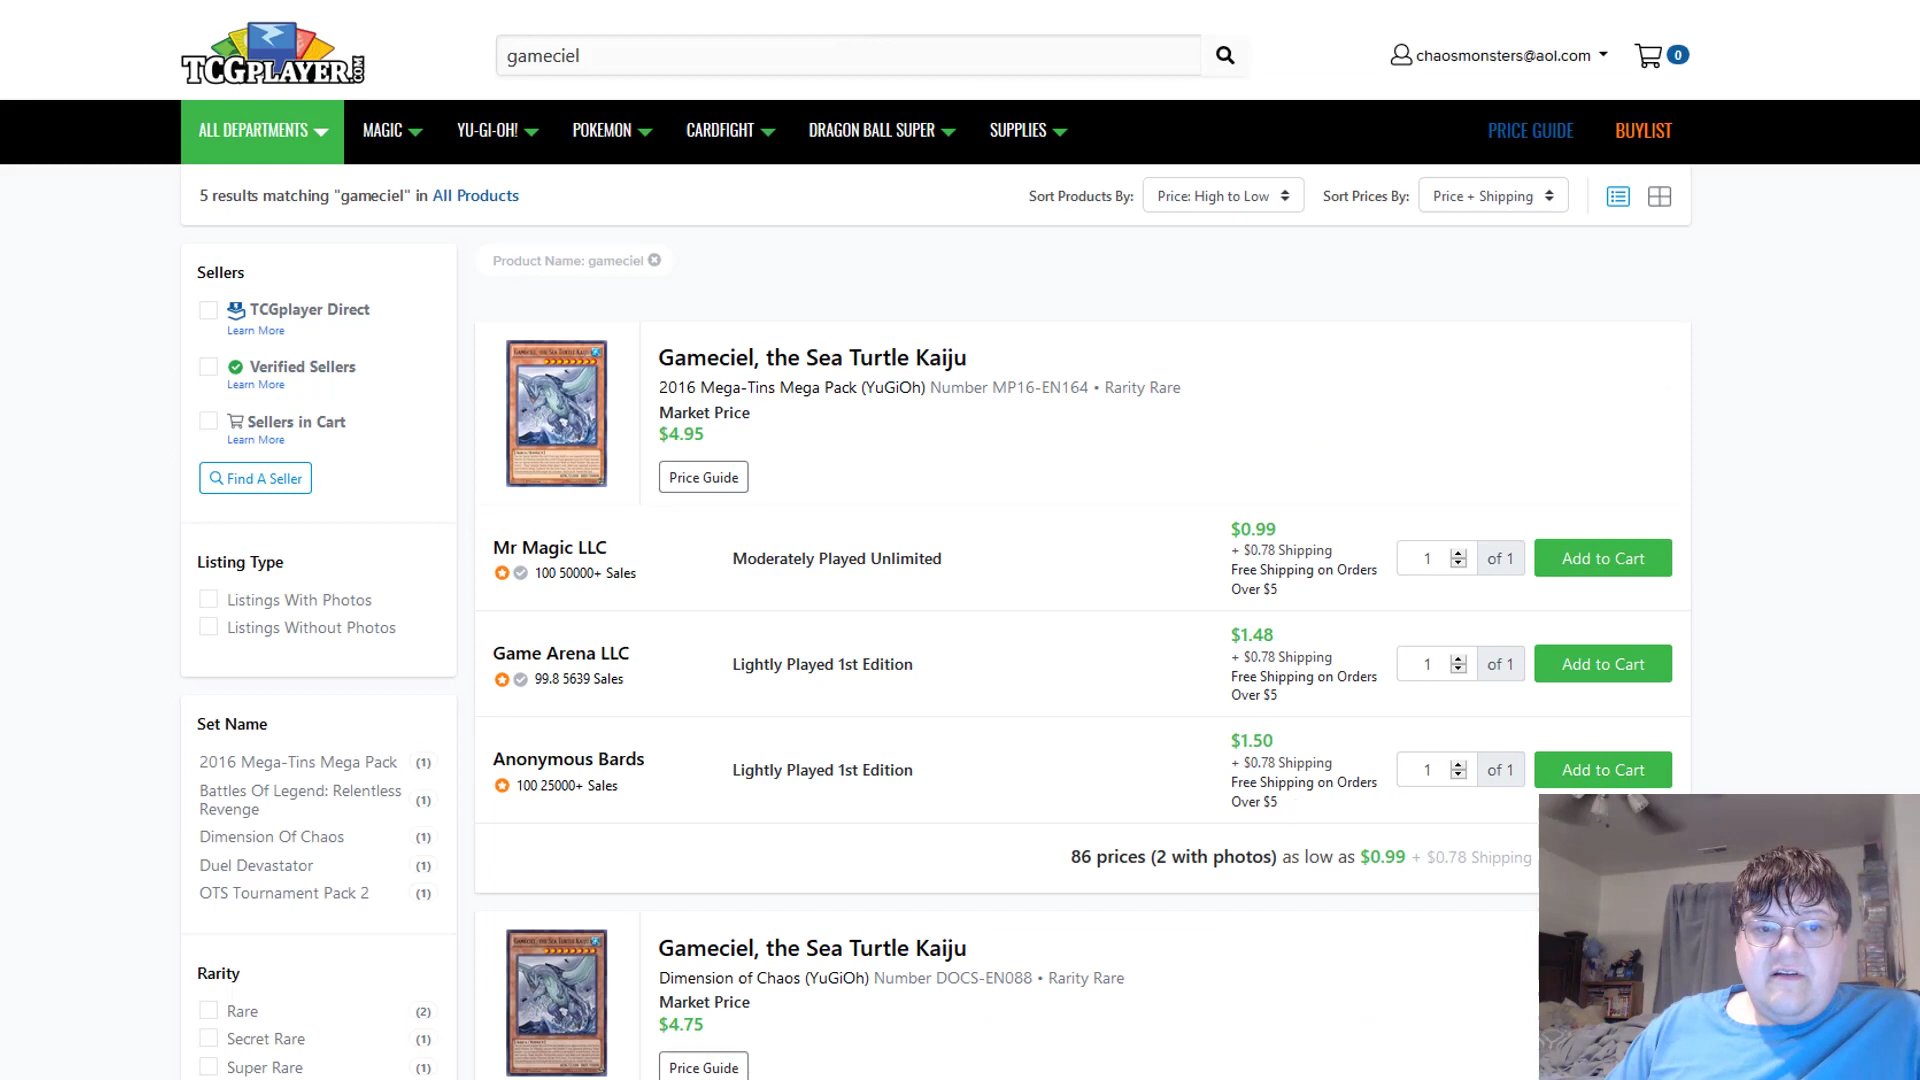 TCGPLAYER.COM
gameciel
chaosmonsters@aol.com
0
ALL DEPARTMENTS
MAGIC
YU-GI-OH!
POKEMON
CARDFIGHT
DRAGON BALL SUPER
SUPPLIES
PRICE GUIDE
BUYLIST
5 results matching "gameciel" in All Products
Sort Products By:
Price: High to Low
Sort Prices By:
Price + Shipping
Sellers
TCGplayer Direct
Learn More
Verified Sellers
Learn More
Sellers in Cart
Learn More
Find A Seller
Listing Type
Listings With Photos
Listings Without Photos
Set Name
2016 Mega-Tins Mega Pack (1)
Battles Of Legend: Relentless
Revenge (1)
Dimension Of Chaos (1)
Duel Devastator (1)
OTS Tournament Pack 2 (1)
Rarity
Rare (2)
Secret Rare (1)
Super Rare (1)
Product Name: gameciel
Gameciel, the Sea Turtle Kaiju
2016 Mega-Tins Mega Pack (YuGiOh) Number MP16-EN164 • Rarity Rare
Market Price
$4.95
Price Guide
Mr Magic LLC
100 50000+ Sales
Moderately Played Unlimited
$0.99
+ $0.78 Shipping
Free Shipping on Orders
Over $5
1 of 1
Add to Cart
Game Arena LLC
99.8 5639 Sales
Lightly Played 1st Edition
$1.48
+ $0.78 Shipping
Free Shipping on Orders
Over $5
1 of 1
Add to Cart
Anonymous Bards
100 25000+ Sales
Lightly Played 1st Edition
$1.50
+ $0.78 Shipping
Free Shipping on Orders
Over $5
1 of 1
Add to Cart
86 prices (2 with photos) as low as $0.99 + $0.78 Shipping
Gameciel, the Sea Turtle Kaiju
Dimension of Chaos (YuGiOh) Number DOCS-EN088 • Rarity Rare
Market Price
$4.75
Price Guide